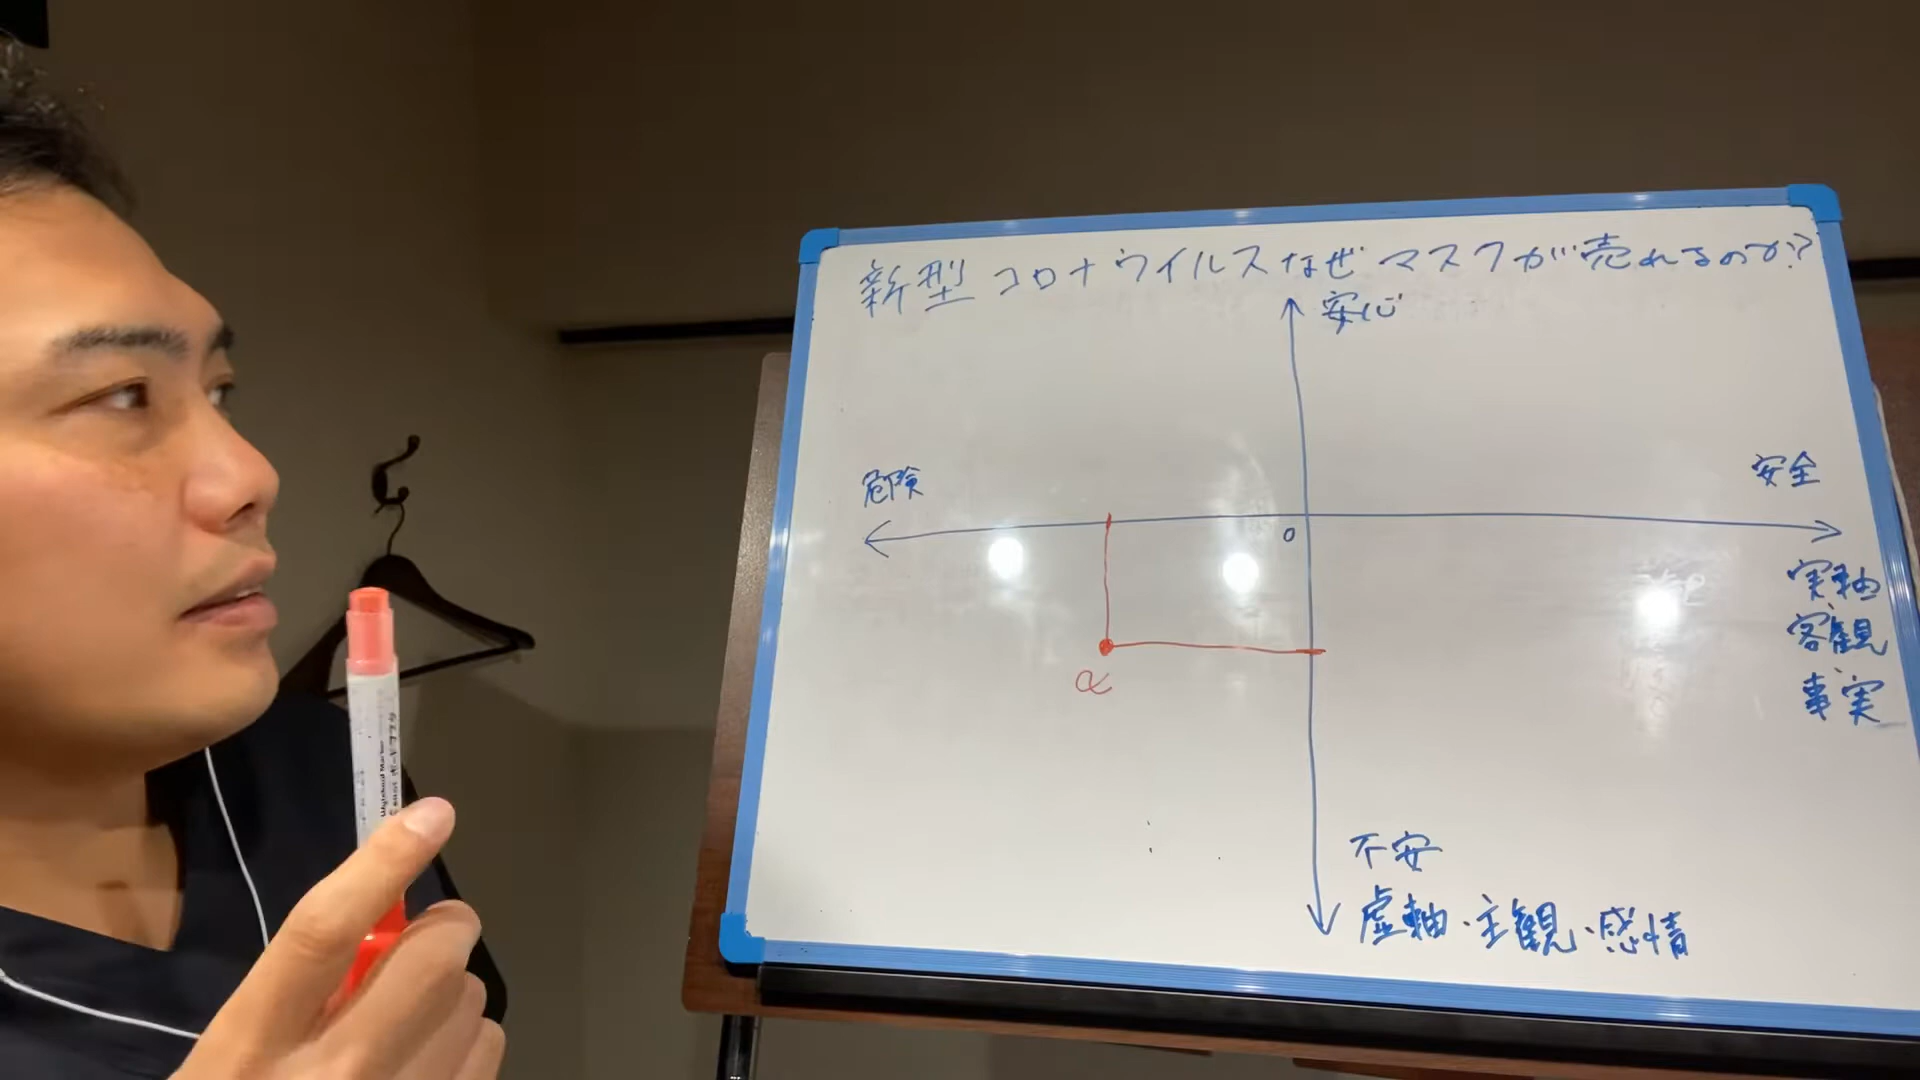 新型コロナウイルスなぜマスクが売れるのか?
安心
危険
安全
0
実軸
客観
事実
α
不安
虚軸・主観・感情
Whiteboard Marker